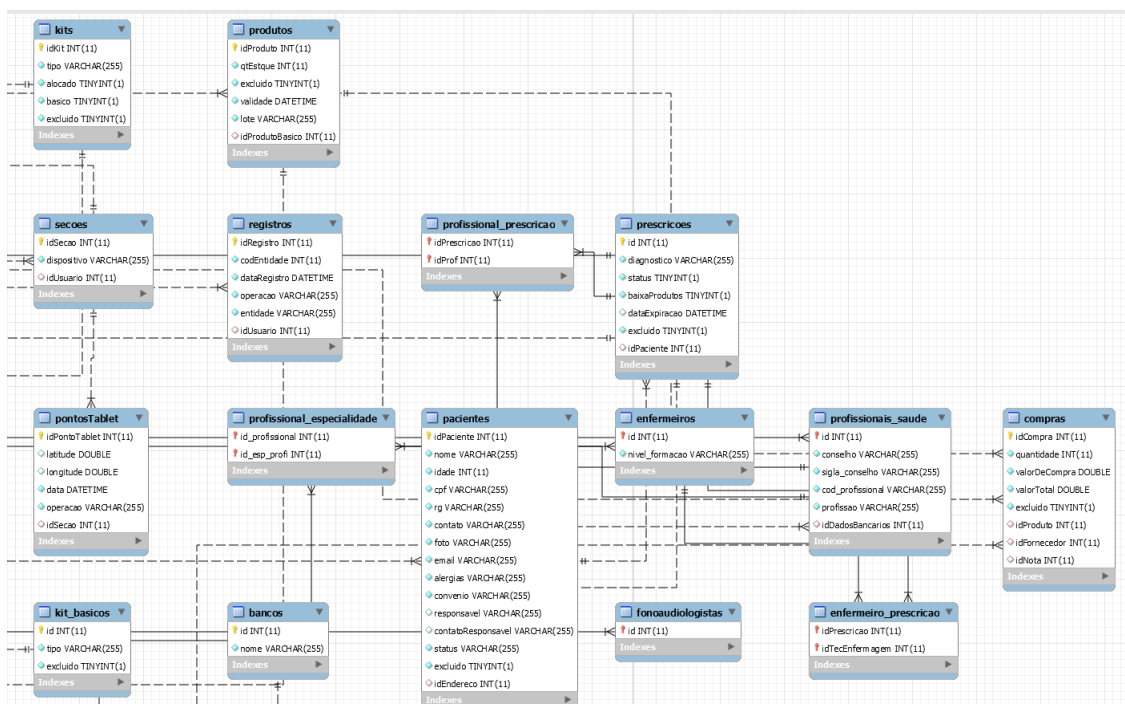 kits
idKit INT(11)
tipo VARCHAR(255)
alocado TINYINT(1)
basico TINYINT(1)
excluido TINYINT(1)
Indexes
produtos
idProduto INT(11)
qtEstque INT(11)
excluido TINYINT(1)
validade DATETIME
lote VARCHAR(255)
idProdutoBasico INT(11)
Indexes
secoes
idSecao INT(11)
dispositivo VARCHAR(255)
idUsuario INT(11)
Indexes
registros
idRegistro INT(11)
codEntidade INT(11)
dataRegistro DATETIME
operacao VARCHAR(255)
entidade VARCHAR(255)
idUsuario INT(11)
Indexes
profissional_prescricao
idPrescricao INT(11)
idProf INT(11)
Indexes
prescricoes
id INT(11)
diagnostico VARCHAR(255)
status TINYINT(1)
baixaProdutos TINYINT(1)
dataExpiracao DATETIME
excluido TINYINT(1)
idPaciente INT(11)
Indexes
pontosTablet
idPontoTablet INT(11)
latitude DOUBLE
longitude DOUBLE
data DATETIME
operacao VARCHAR(255)
idSecao INT(11)
Indexes
profissional_especialidade
id_profissional INT(11)
id_esp_profi INT(11)
Indexes
pacientes
idPaciente INT(11)
nome VARCHAR(255)
idade INT(11)
cpf VARCHAR(255)
rg VARCHAR(255)
contato VARCHAR(255)
foto VARCHAR(255)
email VARCHAR(255)
alergias VARCHAR(255)
convenio VARCHAR(255)
responsavel VARCHAR(255)
contatoResponsavel VARCHAR(255)
status VARCHAR(255)
excluido TINYINT(1)
idEndereco INT(11)
Indexes
enfermeiros
id INT(11)
nivel_formacao VARCHAR(255)
Indexes
profissionais_saude
id INT(11)
conselho VARCHAR(255)
sigla_conselho VARCHAR(255)
cod_profissional VARCHAR(255)
profissao VARCHAR(255)
idDadosBancarios INT(11)
Indexes
compras
idCompra INT(11)
quantidade INT(11)
valorDeCompra DOUBLE
valorTotal DOUBLE
excluido TINYINT(1)
idProduto INT(11)
idFornecedor INT(11)
idNota INT(11)
Indexes
kit_basicos
id INT(11)
tipo VARCHAR(255)
excluido TINYINT(1)
Indexes
bancos
id INT(11)
nome VARCHAR(255)
Indexes
fonoaudiologistas
id INT(11)
Indexes
enfermeiro_prescricao
idPrescricao INT(11)
idTecEnfermagem INT(11)
Indexes